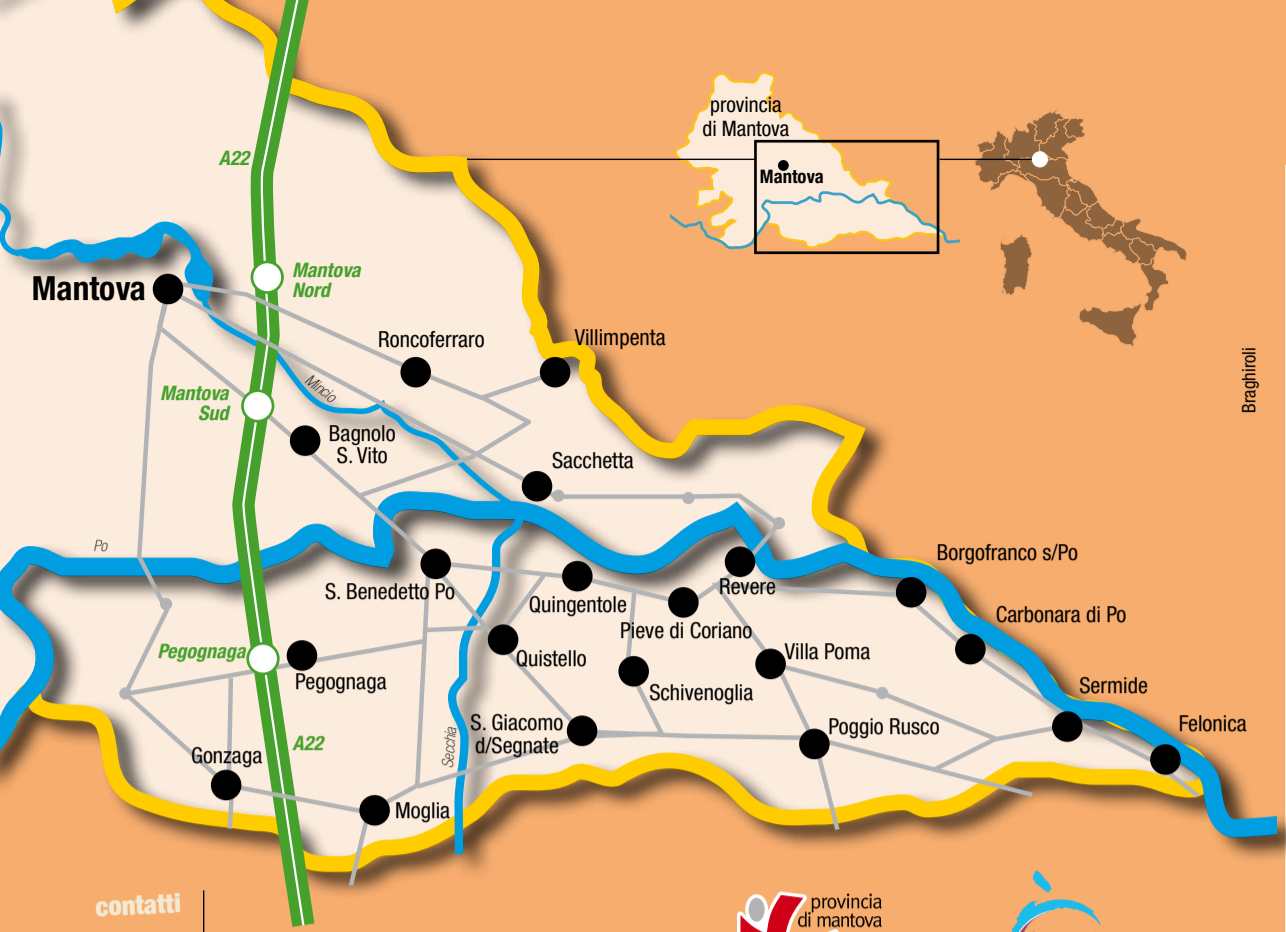 provincia
di Mantova
Mantova
A22
Mantova
Nord
Mantova
Roncoferraro
Villimpenta
Braghiroli
Mincio
Mantova
Sud
Bagnolo
S. Vito
Sacchetta
Po
Borgofranco s/Po
S. Benedetto Po
Quingentole
Revere
Carbonara di Po
Pieve di Coriano
Pegognaga
Quistello
Villa Poma
Pegognaga
Schivenoglia
Sermide
S. Giacomo
d/Segnate
Poggio Rusco
Felonica
Secchia
A22
Gonzaga
Moglia
contatti
provincia
di mantova